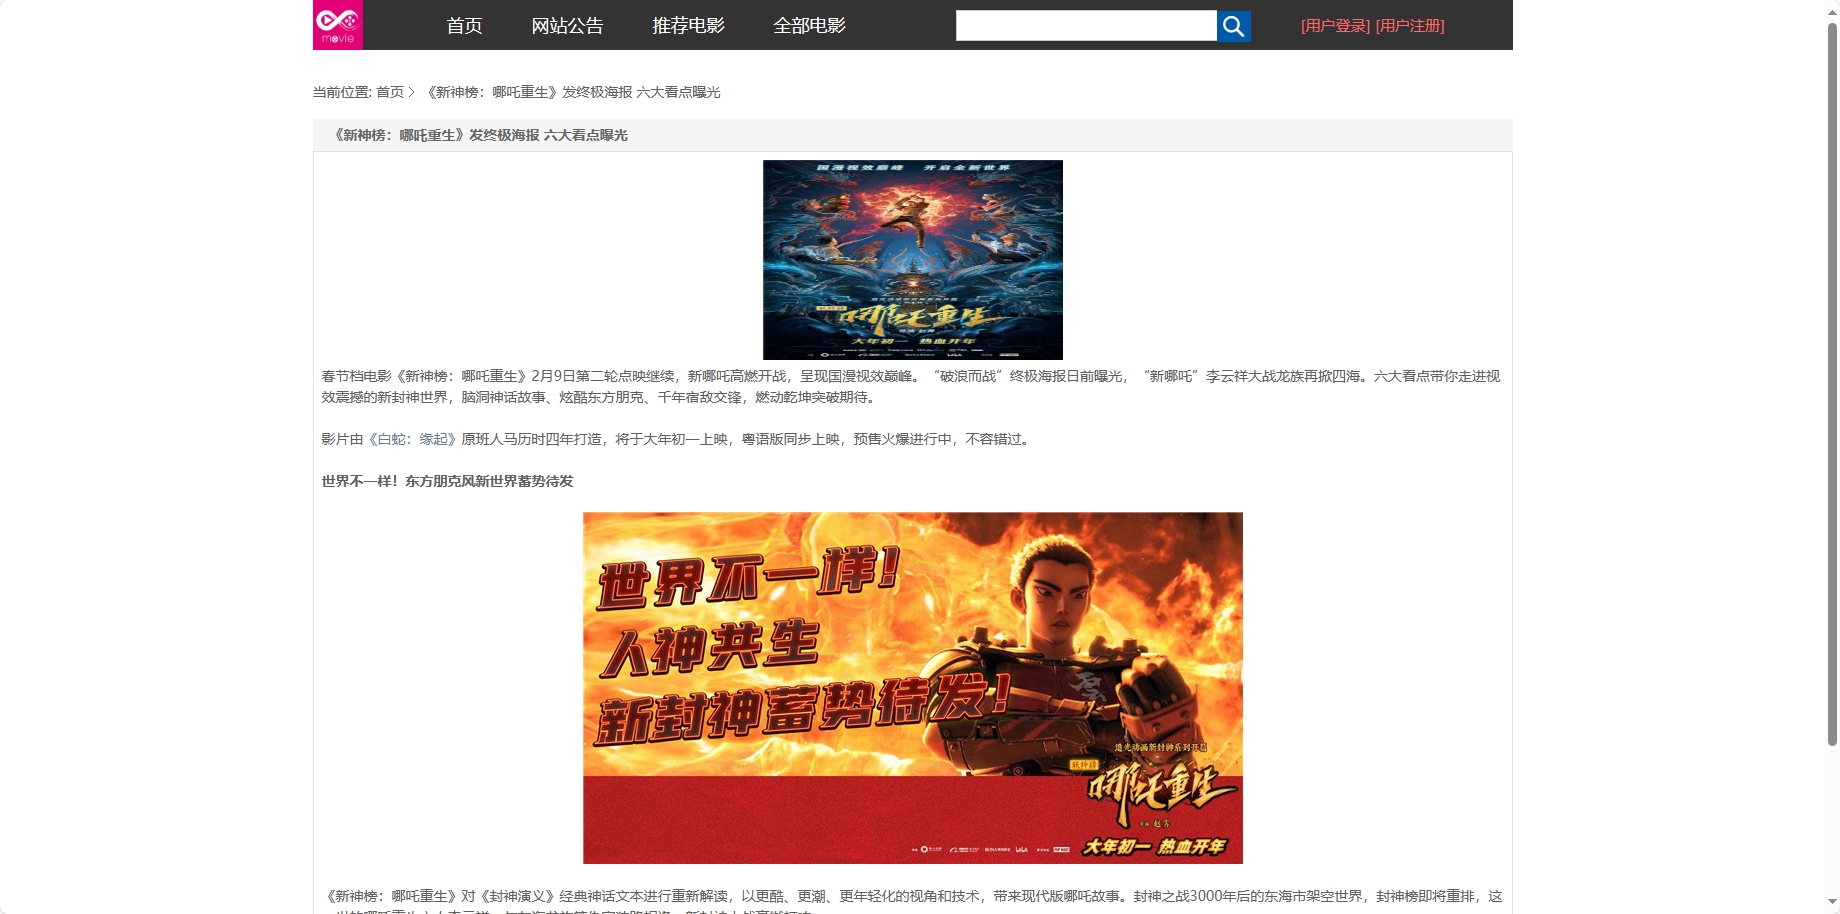 movie
首页 网站公告 推荐电影 全部电影 [用户登录] [用户注册]
当前位置: 首页 > 《新神榜：哪吒重生》发终极海报 六大看点曝光
《新神榜：哪吒重生》发终极海报 六大看点曝光
国漫视效巅峰 开启全新世界
哪吒重生
大年初一 热血开年
春节档电影《新神榜：哪吒重生》2月9日第二轮点映继续，新哪吒高燃开战，呈现国漫视效巅峰。“破浪而战”终极海报日前曝光，“新哪吒”李云祥大战龙族再掀四海。六大看点带你走进视
效震撼的新封神世界，脑洞神话故事、炫酷东方朋克、千年宿敌交锋，燃动乾坤突破期待。
影片由《白蛇：缘起》原班人马历时四年打造，将于大年初一上映，粤语版同步上映，预售火爆进行中，不容错过。
世界不一样！东方朋克风新世界蓄势待发
世界不一样！
人神共生
新封神蓄势待发！
追光动画新封神系列开篇
新神榜
哪吒重生
导演 赵霁
大年初一 热血开年
《新神榜：哪吒重生》对《封神演义》经典神话文本进行重新解读，以更酷、更潮、更年轻化的视角和技术，带来现代版哪吒故事。封神之战3000年后的东海市架空世界，封神榜即将重排，这